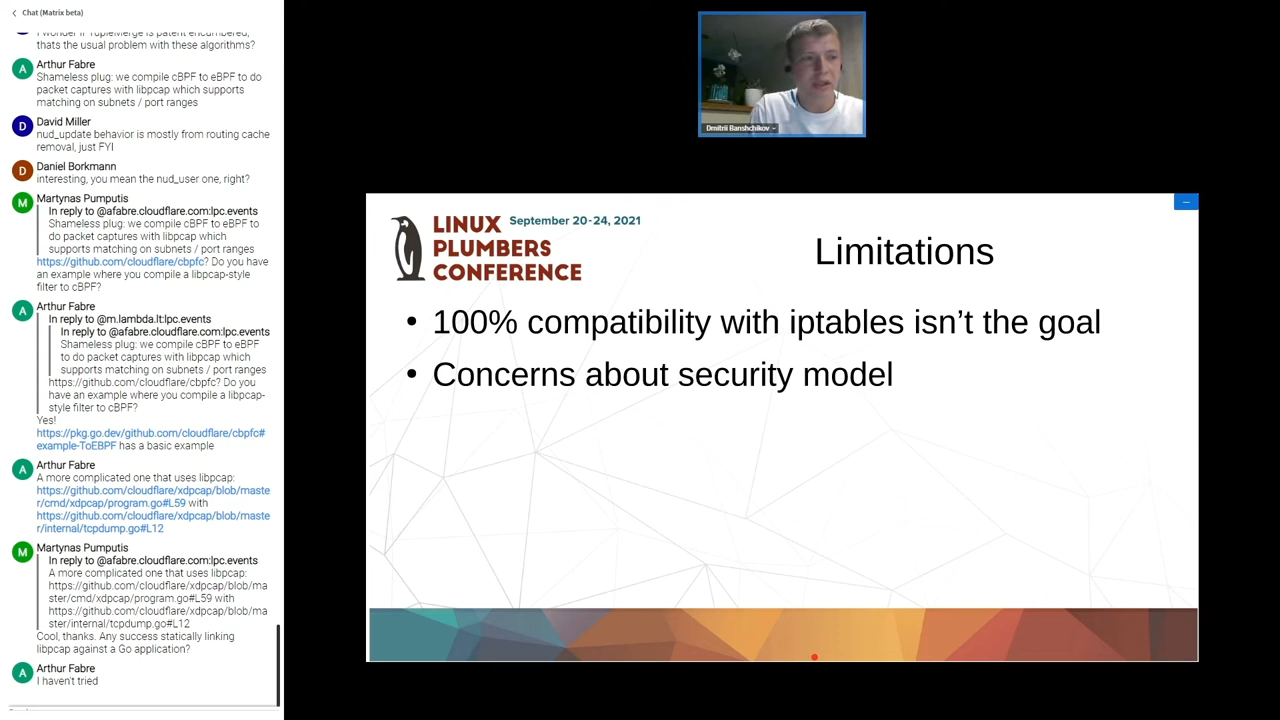 Chat (Matrix beta)
thats the usual problem with these algorithms?
Arthur Fabre
Shameless plug: we compile cBPF to eBPF to do
packet captures with libpcap which supports
matching on subnets / port ranges
David Miller
nud_update behavior is mostly from routing cache
removal, just FYI
Daniel Borkmann
interesting, you mean the nud_user one, right?
Martynas Pumputis
In reply to @afabre.cloudflare.com:lpc.events
Shameless plug: we compile cBPF to eBPF to
do packet captures with libpcap which
supports matching on subnets / port ranges
https://github.com/cloudflare/cbpfc? Do you have
an example where you compile a libpcap-style
filter to cBPF?
Arthur Fabre
In reply to @m.lambda.lt:lpc.events
In reply to @afabre.cloudflare.com:lpc.events
Shameless plug: we compile cBPF to eBPF
to do packet captures with libpcap which
supports matching on subnets / port ranges
https://github.com/cloudflare/cbpfc? Do you
have an example where you compile a libpcap-
style filter to cBPF?
Yes!
https://pkg.go.dev/github.com/cloudflare/cbpfc#
example-ToEBPF has a basic example
Arthur Fabre
A more complicated one that uses libpcap:
https://github.com/cloudflare/xdpcap/blob/maste
r/cmd/xdpcap/program.go#L59 with
https://github.com/cloudflare/xdpcap/blob/maste
r/internal/tcpdump.go#L12
Martynas Pumputis
In reply to @afabre.cloudflare.com:lpc.events
A more complicated one that uses libpcap:
https://github.com/cloudflare/xdpcap/blob/ma
ster/cmd/xdpcap/program.go#L59 with
https://github.com/cloudflare/xdpcap/blob/ma
ster/internal/tcpdump.go#L12
Cool, thanks. Any success statically linking
libpcap against a Go application?
Arthur Fabre
I haven't tried
Dmitrii Banshchikov
LINUX
PLUMBERS
CONFERENCE
September 20-24, 2021
Limitations
• 100% compatibility with iptables isn't the goal
• Concerns about security model